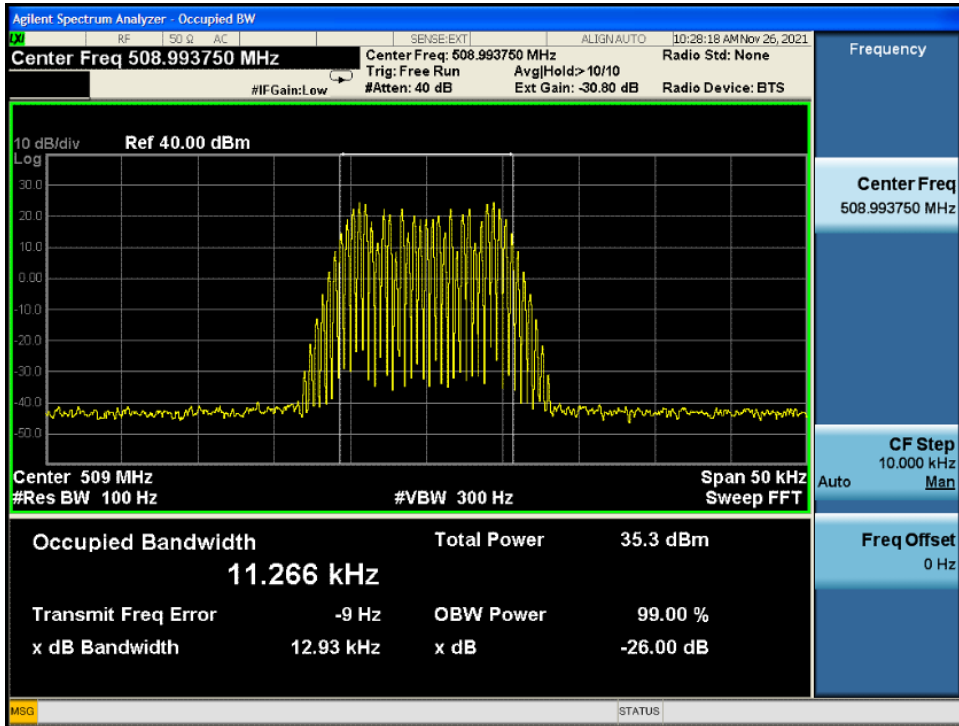 Agilent Spectrum Analyzer - Occupied BW
LXI RF 50 Ω AC SENSE:EXT ALIGN AUTO 10:28:18 AM Nov 26, 2021
Center Freq 508.993750 MHz
Center Freq: 508.993750 MHz Radio Std: None
Trig: Free Run Avg|Hold:>10/10
#IFGain:Low #Atten: 40 dB Ext Gain: -30.80 dB Radio Device: BTS
10 dB/div Ref 40.00 dBm
Log
30.0
20.0
10.0
0.00
-10.0
-20.0
-30.0
-40.0
-50.0
Center 509 MHz Span 50 kHz
#Res BW 100 Hz #VBW 300 Hz Sweep FFT
Occupied Bandwidth Total Power 35.3 dBm
11.266 kHz
Transmit Freq Error -9 Hz OBW Power 99.00 %
x dB Bandwidth 12.93 kHz x dB -26.00 dB
MSG STATUS
Frequency
Center Freq
508.993750 MHz
CF Step
10.000 kHz
Auto Man
Freq Offset
0 Hz